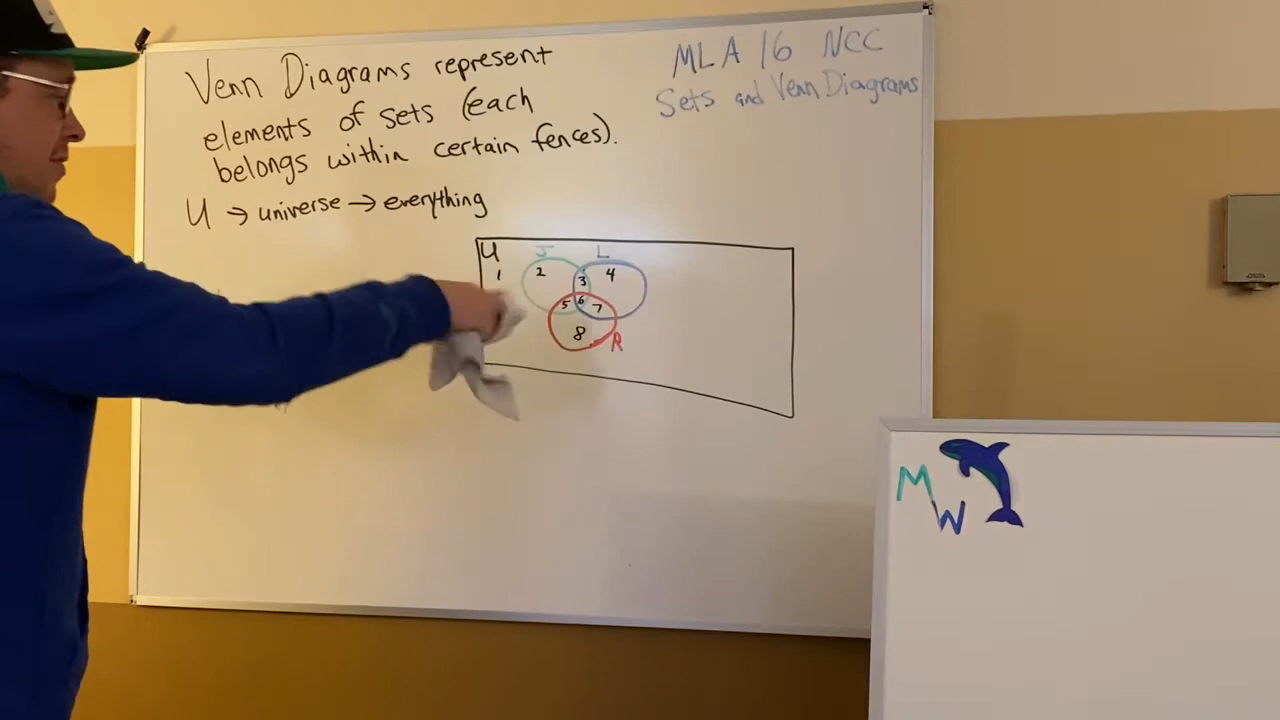 Venn Diagrams represent
elements of sets (each
belongs within certain fences).
U → universe → everything
MLA 16 NCC
Sets and Venn Diagrams
U J L
1 2 3 4
5 6 7
8 R
M
W